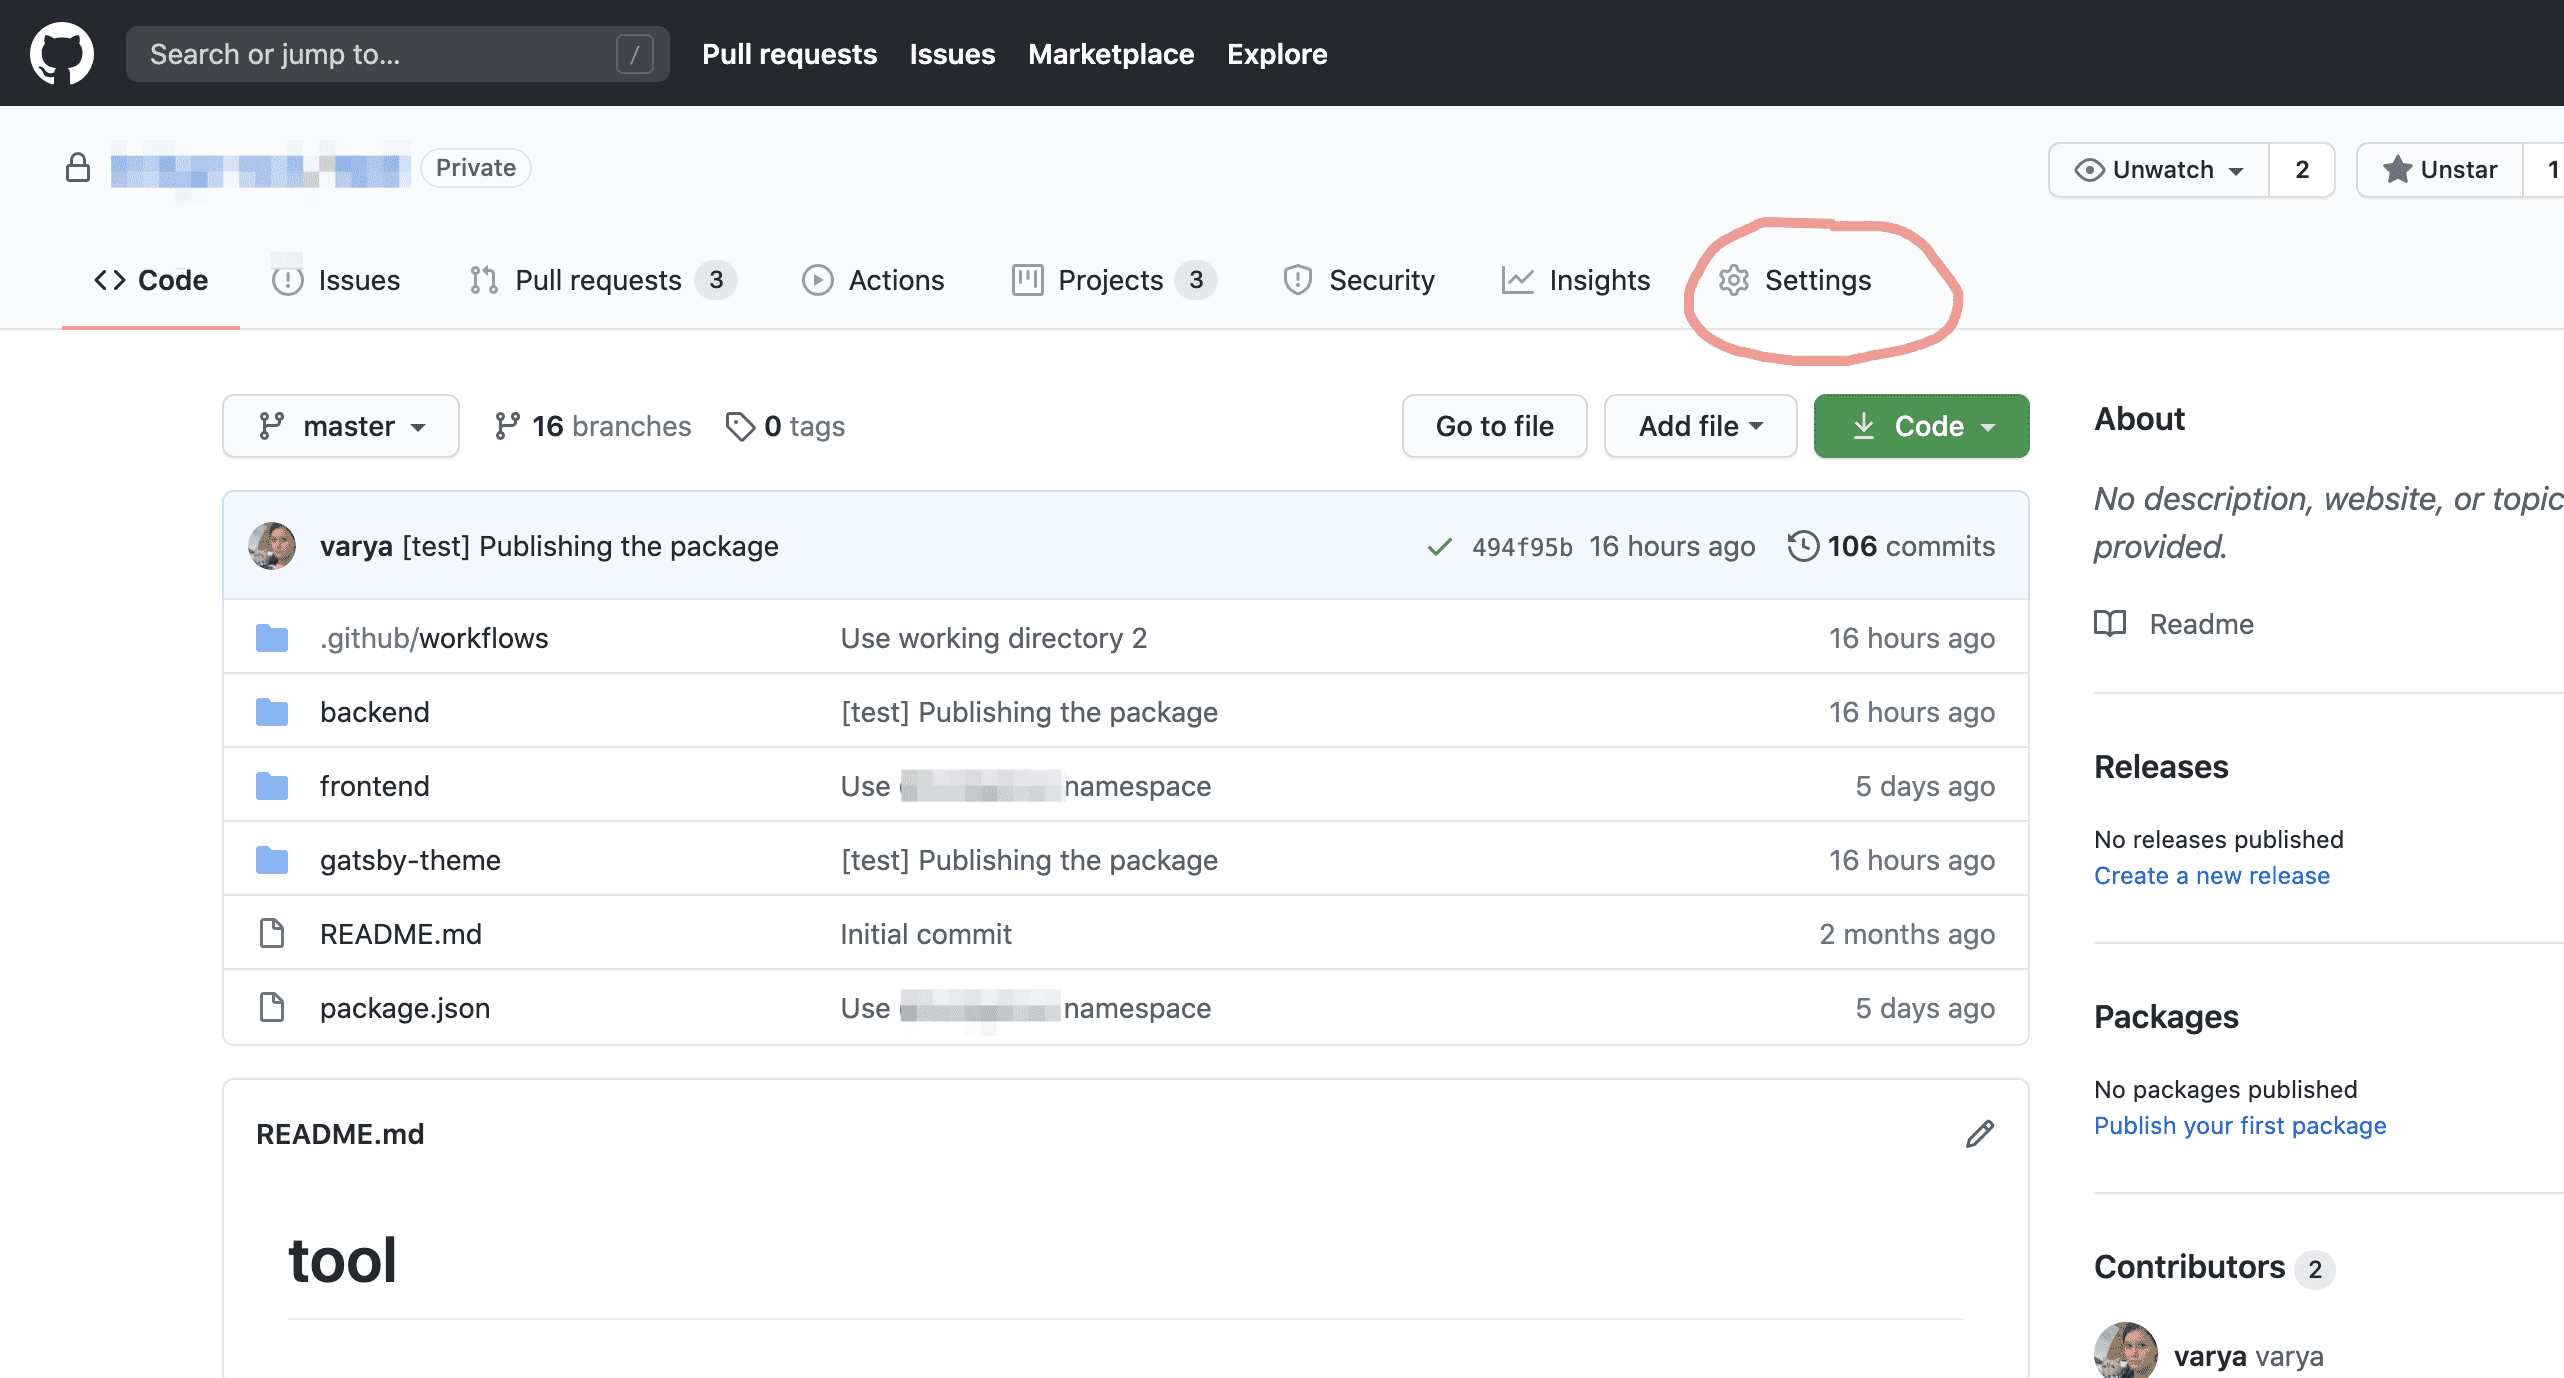 Search or jump to... /
Pull requests Issues Marketplace Explore
Private
Unwatch 2 Unstar 1
Code Issues Pull requests 3 Actions Projects 3 Security Insights Settings
master 16 branches 0 tags
Go to file Add file Code
varya [test] Publishing the package 494f95b 16 hours ago 106 commits
.github/workflows Use working directory 2 16 hours ago
backend [test] Publishing the package 16 hours ago
frontend Use namespace 5 days ago
gatsby-theme [test] Publishing the package 16 hours ago
README.md Initial commit 2 months ago
package.json Use namespace 5 days ago
README.md
tool
About
No description, website, or topic
provided.
Readme
Releases
No releases published
Create a new release
Packages
No packages published
Publish your first package
Contributors 2
varya varya